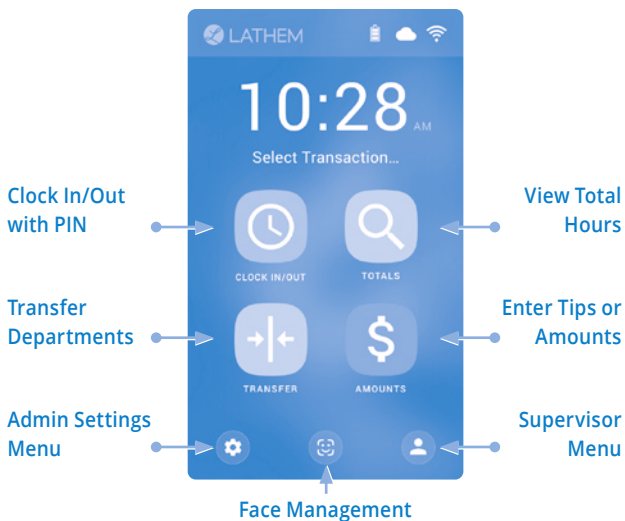 LATHEM
10:28 AM
Select Transaction...
Clock In/Out
with PIN
View Total
Hours
CLOCK IN/OUT
TOTALS
Transfer
Departments
Enter Tips or
Amounts
$
TRANSFER
AMOUNTS
Admin Settings
Menu
Supervisor
Menu
Face Management